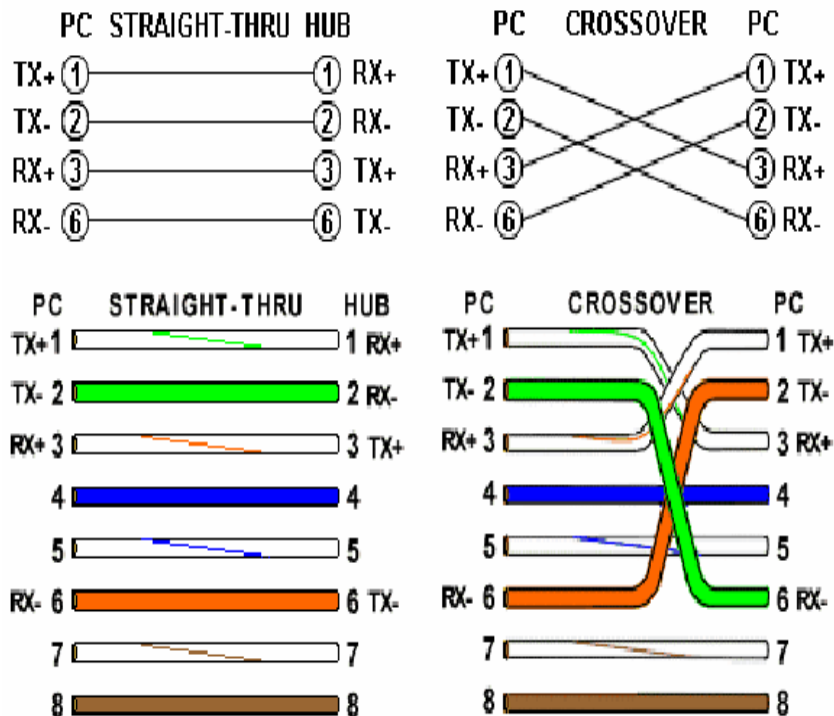 PC STRAIGHT-THRU HUB
TX+ 1 1 RX+
TX- 2 2 RX-
RX+ 3 3 TX+
RX- 6 6 TX-
PC CROSSOVER PC
TX+ 1 1 TX+
TX- 2 2 TX-
RX+ 3 3 RX+
RX- 6 6 RX-
PC STRAIGHT-THRU HUB
TX+ 1 1 RX+
TX- 2 2 RX-
RX+ 3 3 TX+
4 4
5 5
RX- 6 6 TX-
7 7
8 8
PC CROSSOVER PC
TX+ 1 1 TX+
TX- 2 2 TX-
RX+ 3 3 RX+
4 4
5 5
RX- 6 6 RX-
7 7
8 8